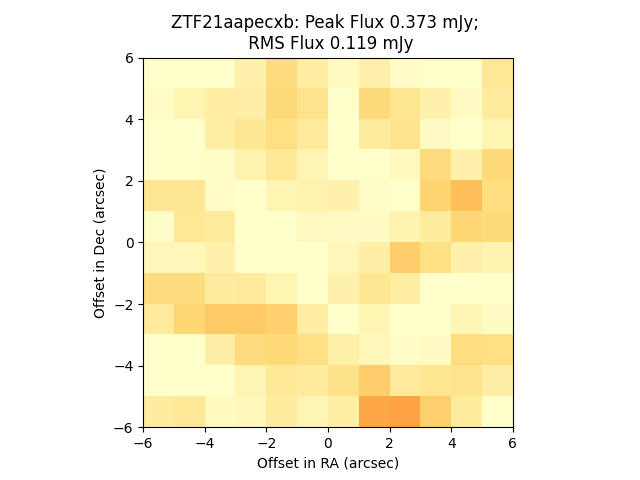 ZTF21aapecxb: Peak Flux 0.373 mJy;
RMS Flux 0.119 mJy
6
4
2
0
−2
−4
−6
Offset in Dec (arcsec)
−6 −4 −2 0 2 4 6
Offset in RA (arcsec)